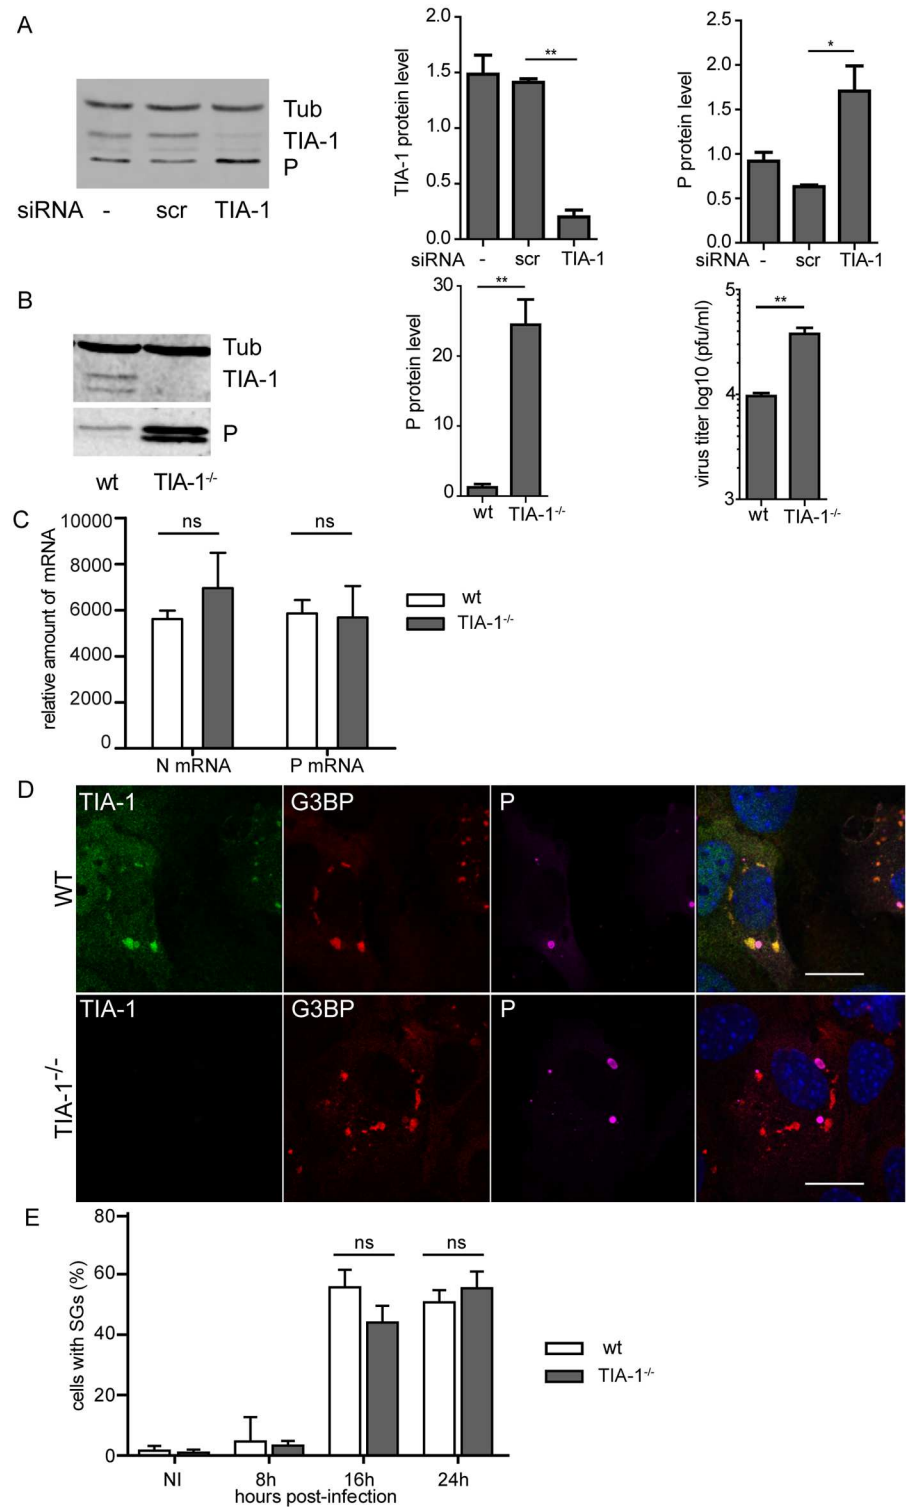 A
Tub
TIA-1
P
siRNA - scr TIA-1
TIA-1 protein level
2.0
1.5
1.0
0.5
0.0
**
siRNA - scr TIA-1
P protein level
2.5
2.0
1.5
1.0
0.5
0.0
*
siRNA - scr TIA-1
B
Tub
TIA-1
P
wt TIA-1-/-
P protein level
30
20
10
0
**
wt TIA-1-/-
virus titer log10 (pfu/ml)
5
4
3
**
wt TIA-1-/-
C
relative amount of mRNA
10000
8000
6000
4000
2000
0
ns ns
N mRNA P mRNA
wt
TIA-1-/-
D
WT
TIA-1 G3BP P
TIA-1-/-
TIA-1 G3BP P
E
cells with SGs (%)
80
60
40
20
0
ns ns
NI 8h 16h 24h
hours post-infection
wt
TIA-1-/-